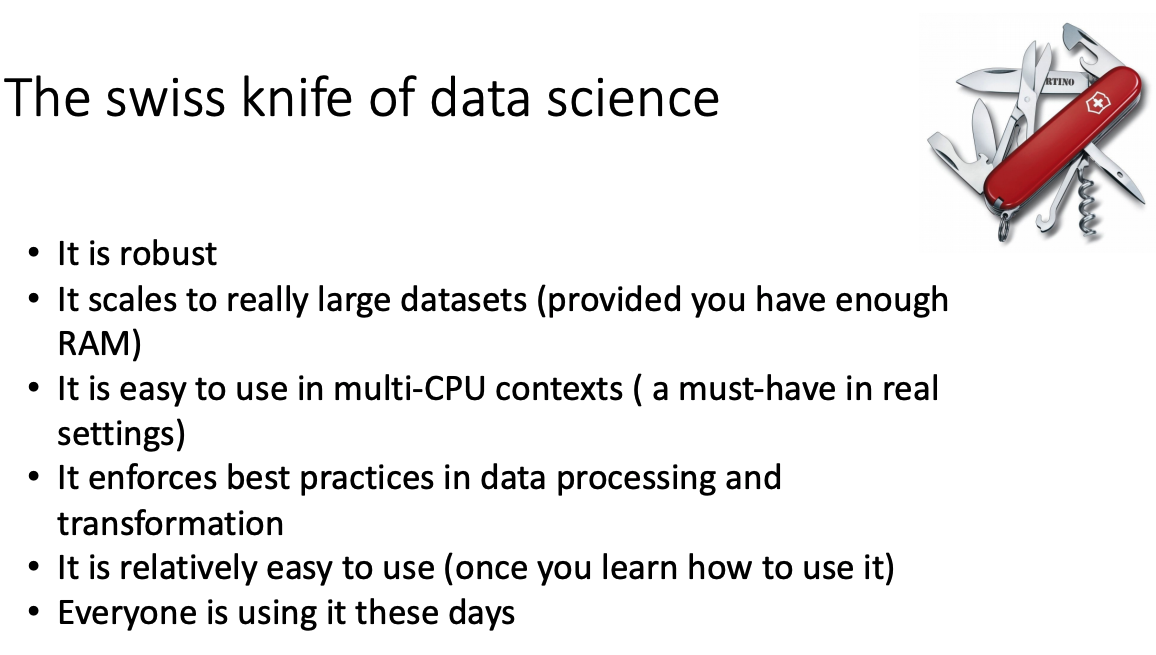 The swiss knife of data science
RTINO
• It is robust
• It scales to really large datasets (provided you have enough
RAM)
• It is easy to use in multi-CPU contexts ( a must-have in real
settings)
• It enforces best practices in data processing and
transformation
• It is relatively easy to use (once you learn how to use it)
• Everyone is using it these days